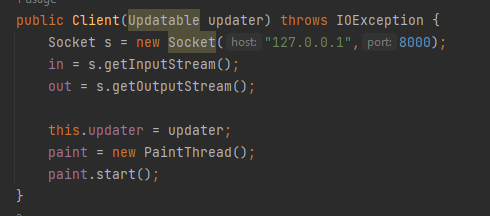 public Client(Updatable updater) throws IOException {
Socket s = new Socket( host: "127.0.0.1", port: 8000);
in = s.getInputStream();
out = s.getOutputStream();
this.updater = updater;
paint = new PaintThread();
paint.start();
}